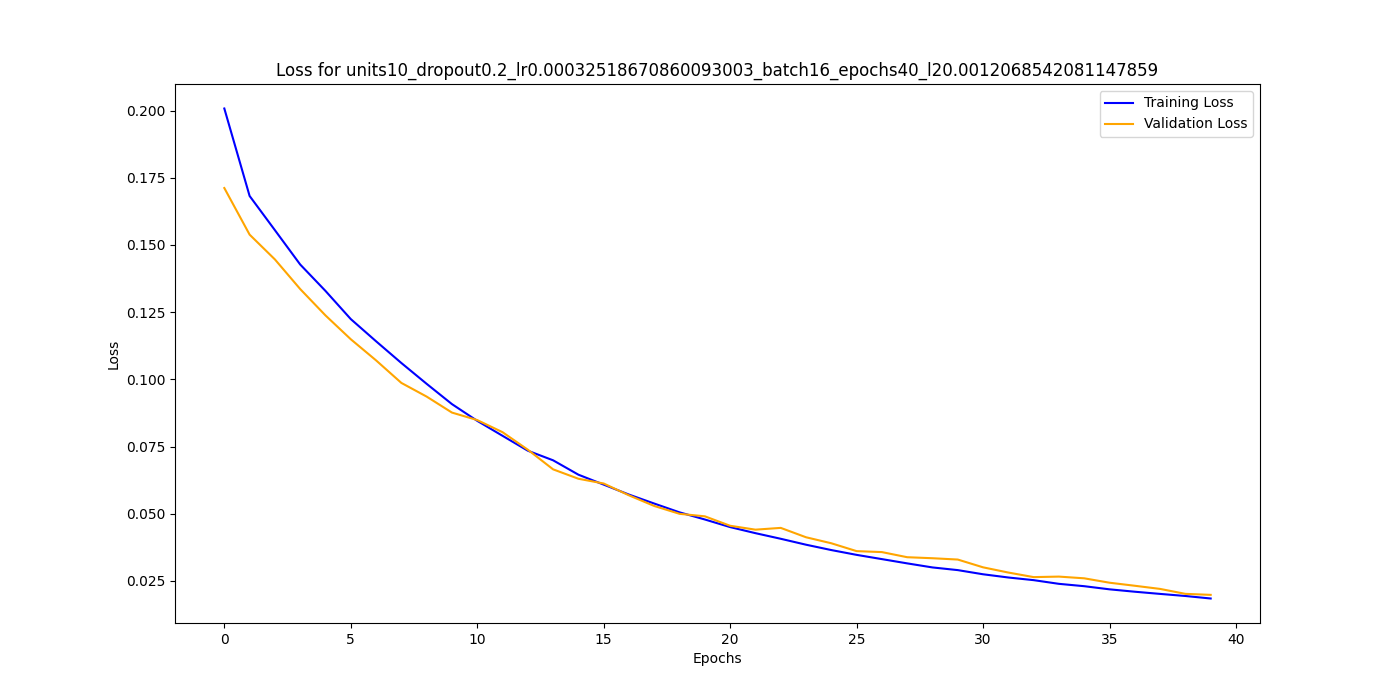 Loss for units10_dropout0.2_lr0.00032518670860093003_batch16_epochs40_l20.0012068542081147859
Training Loss
Validation Loss
0.200
0.175
0.150
0.125
0.100
0.075
0.050
0.025
Loss
0 5 10 15 20 25 30 35 40
Epochs